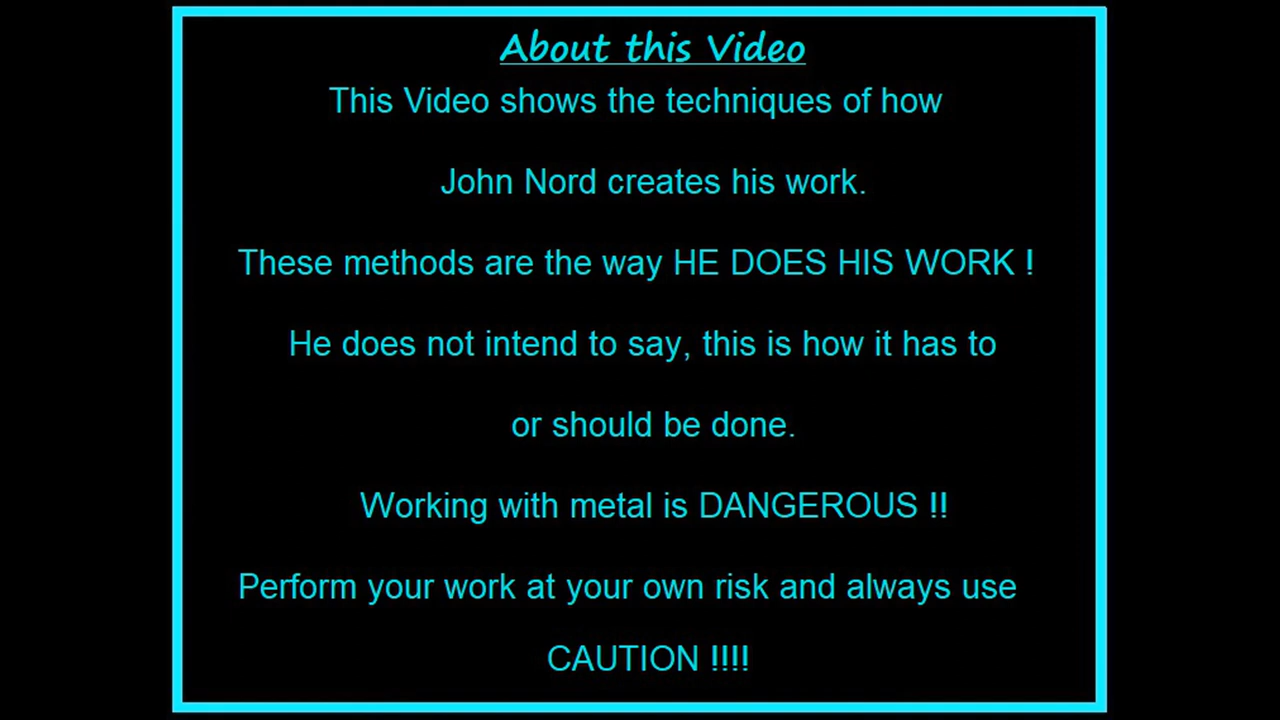 About this Video
This Video shows the techniques of how
John Nord creates his work.
These methods are the way HE DOES HIS WORK !
He does not intend to say, this is how it has to
or should be done.
Working with metal is DANGEROUS !!
Perform your work at your own risk and always use
CAUTION !!!!